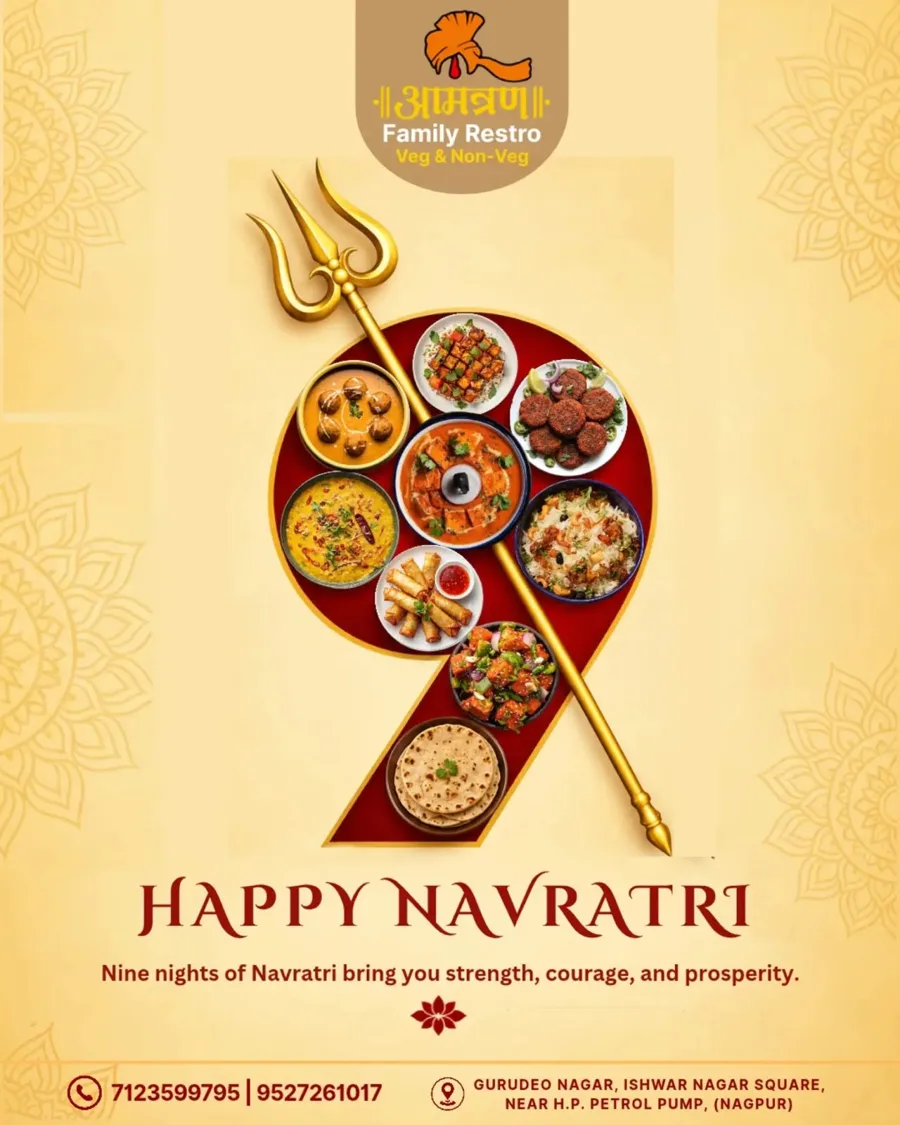 ॥आमंत्रण॥
Family Restro
Veg & Non-Veg
HAPPY NAVRATRI
Nine nights of Navratri bring you strength, courage, and prosperity.
7123599795 | 9527261017
GURUDEO NAGAR, ISHWAR NAGAR SQUARE,
NEAR H.P. PETROL PUMP, (NAGPUR)